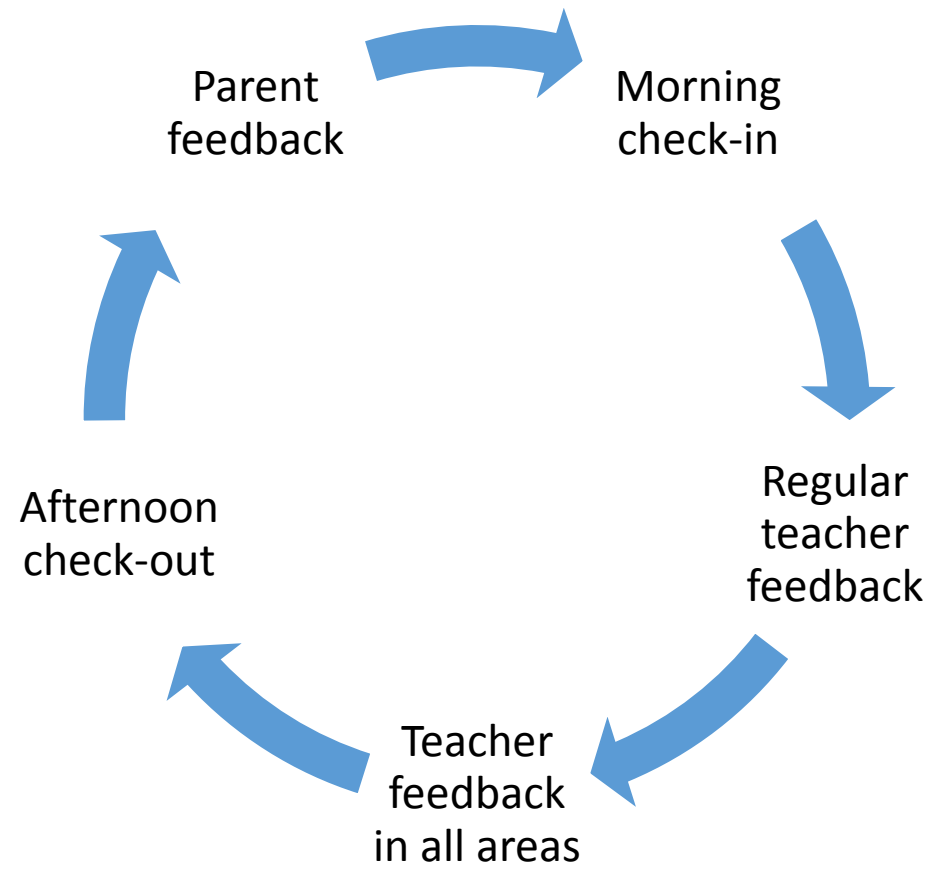 Parent
feedback
Morning
check-in
Regular
teacher
feedback
Teacher
feedback
in all areas
Afternoon
check-out